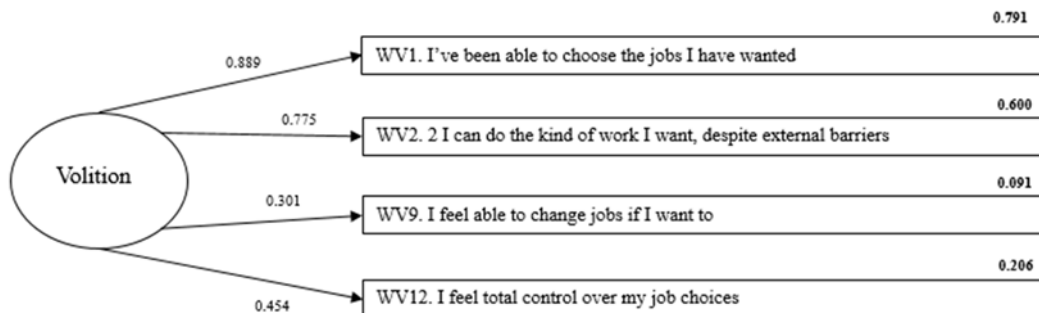 0.791
0.889
WV1. I’ve been able to choose the jobs I have wanted
0.600
0.775
WV2. 2 I can do the kind of work I want, despite external barriers
Volition
0.091
0.301
WV9. I feel able to change jobs if I want to
0.206
WV12. I feel total control over my job choices
0.454